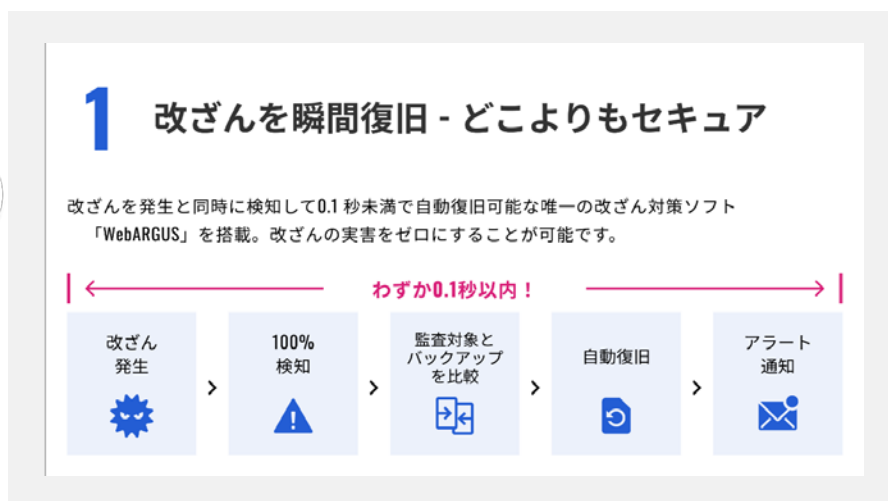 1
改ざんを瞬間復旧 - どこよりもセキュア
改ざんを発生と同時に検知して0.1 秒未満で自動復旧可能な唯一の改ざん対策ソフト
「WebARGUS」を搭載。改ざんの実害をゼロにすることが可能です。
わずか0.1秒以内！
改ざん
発生
100%
検知
監査対象と
バックアップ
を比較
自動復旧
アラート
通知